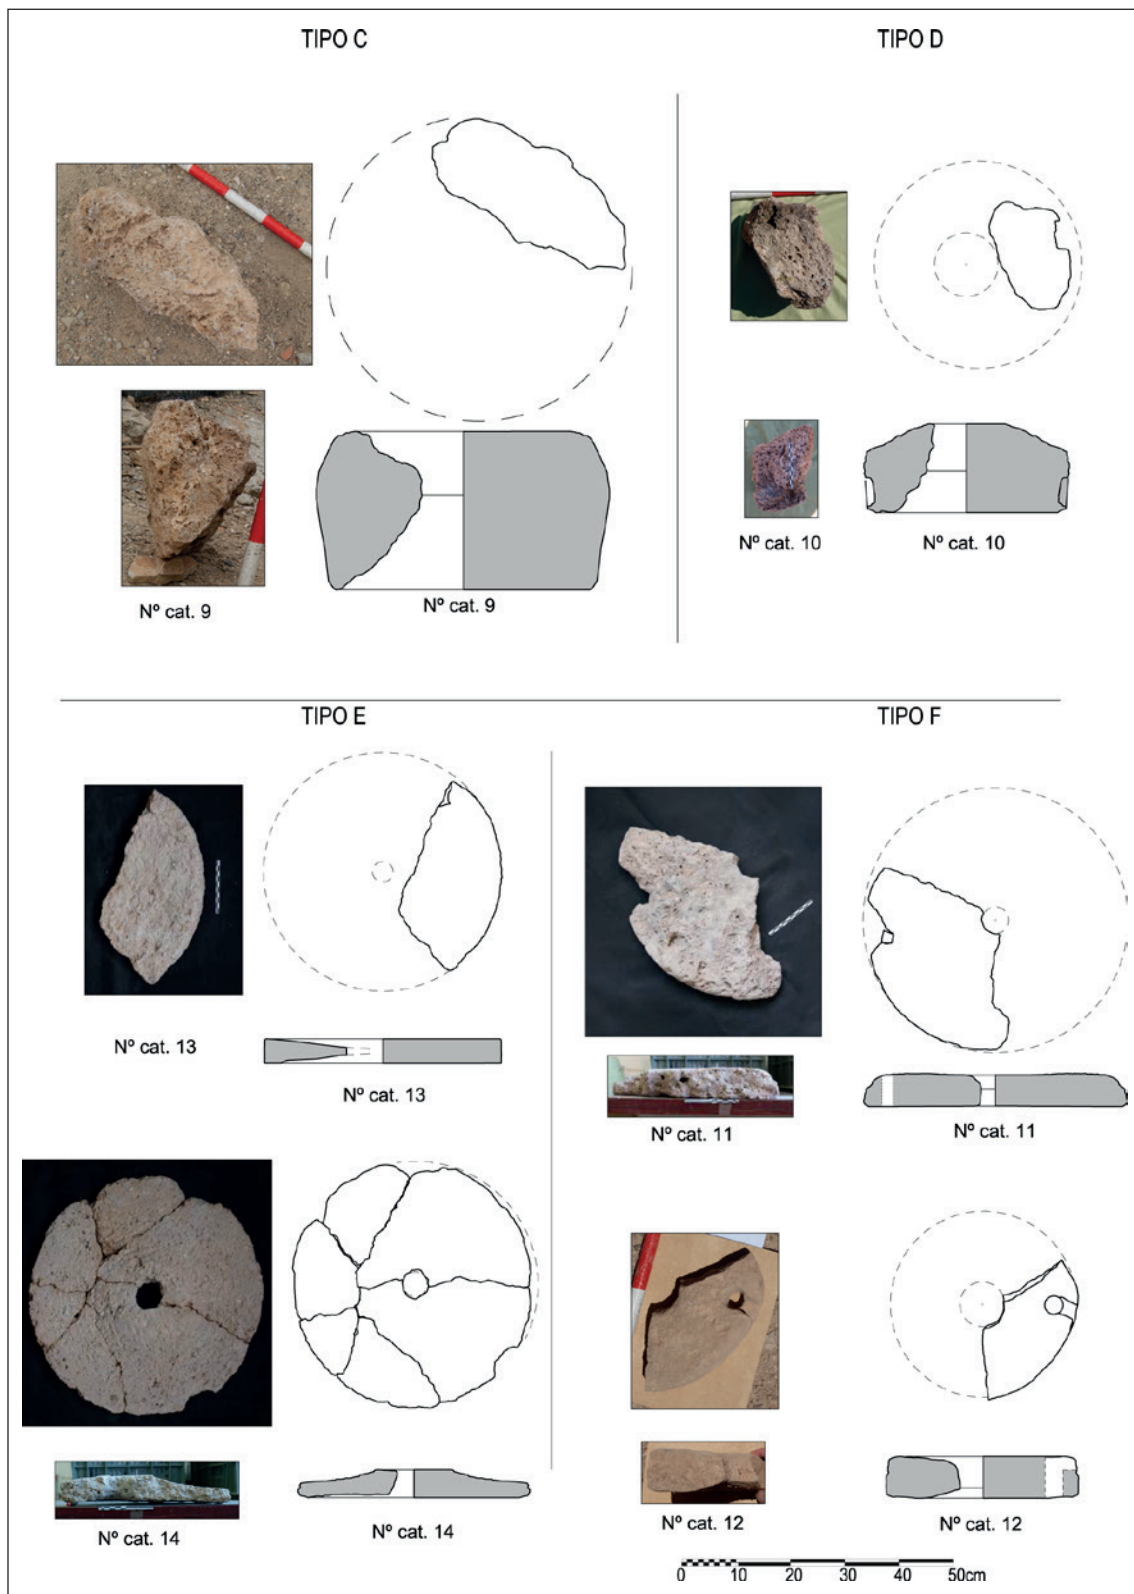 TIPO C
TIPO D
Nº cat. 9
Nº cat. 9
Nº cat. 10
Nº cat. 10
TIPO E
TIPO F
Nº cat. 13
Nº cat. 13
Nº cat. 11
Nº cat. 11
Nº cat. 14
Nº cat. 14
Nº cat. 12
Nº cat. 12
0 10 20 30 40 50cm